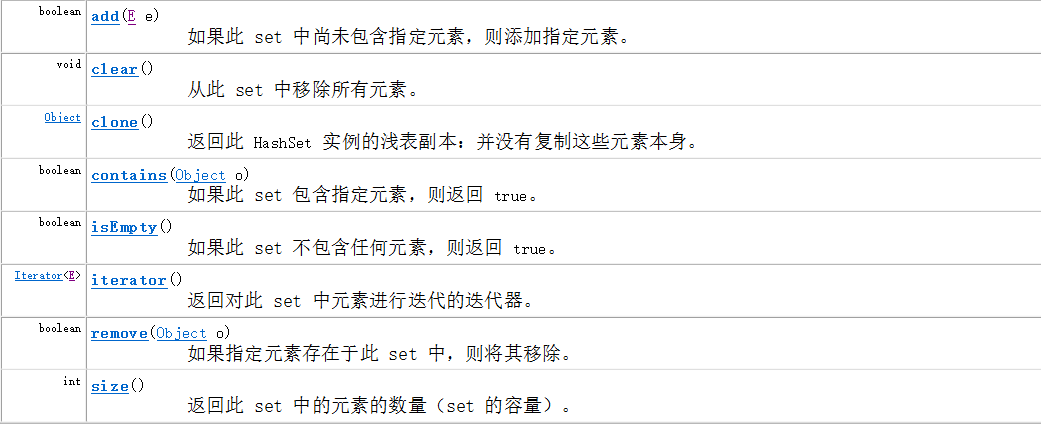 boolean add(E e)
如果此 set 中尚未包含指定元素，则添加指定元素。
void clear()
从此 set 中移除所有元素。
Object clone()
返回此 HashSet 实例的浅表副本：并没有复制这些元素本身。
boolean contains(Object o)
如果此 set 包含指定元素，则返回 true。
boolean isEmpty()
如果此 set 不包含任何元素，则返回 true。
Iterator<E> iterator()
返回对此 set 中元素进行迭代的迭代器。
boolean remove(Object o)
如果指定元素存在于此 set 中，则将其移除。
int size()
返回此 set 中的元素的数量（set 的容量）。